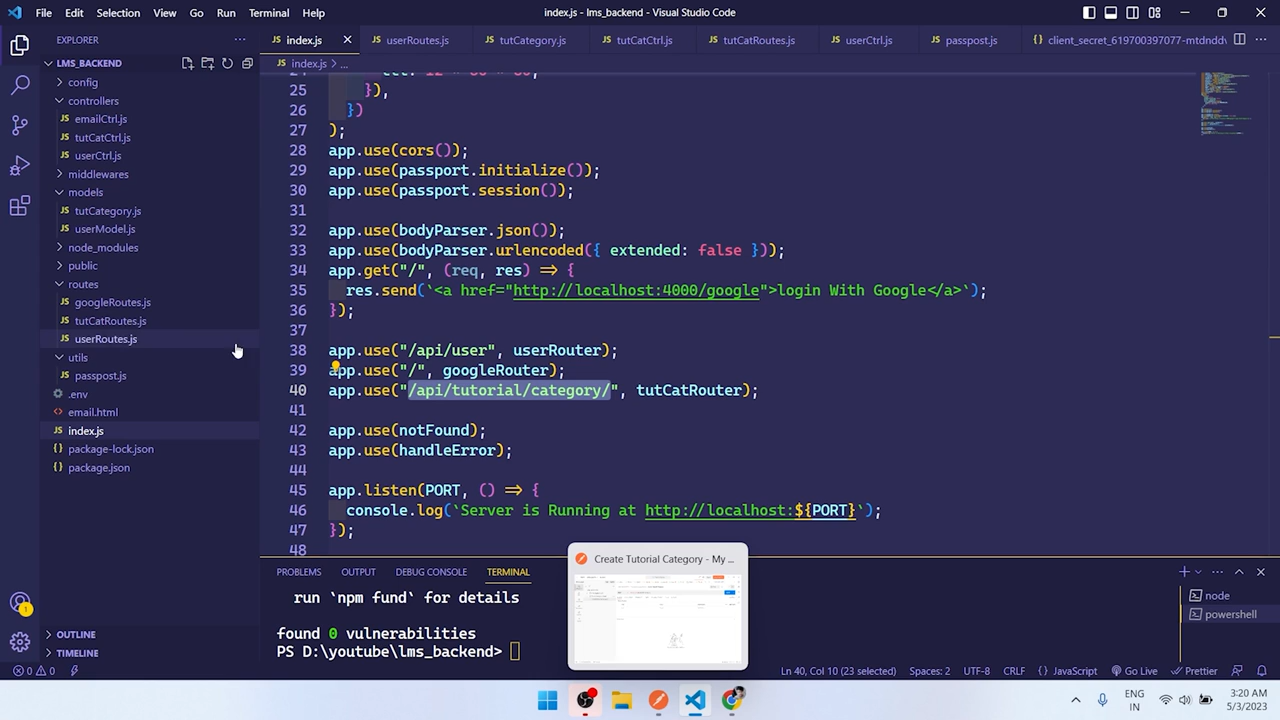 File Edit Selection View Go Run Terminal Help
index.js - lms_backend - Visual Studio Code
EXPLORER
LMS_BACKEND
config
controllers
emailCtrl.js
tutCatCtrl.js
userCtrl.js
middlewares
models
tutCategory.js
userModel.js
node_modules
public
routes
googleRoutes.js
tutCatRoutes.js
userRoutes.js
utils
passpost.js
.env
email.html
index.js
package-lock.json
package.json
OUTLINE
TIMELINE
index.js userRoutes.js tutCategory.js tutCatCtrl.js tutCatRoutes.js userCtrl.js passpost.js client_secret_619700397077-mtdnddv
index.js > ...
25 }),
26 })
27 );
28 app.use(cors());
29 app.use(passport.initialize());
30 app.use(passport.session());
31
32 app.use(bodyParser.json());
33 app.use(bodyParser.urlencoded({ extended: false }));
34 app.get("/", (req, res) => {
35 res.send(`<a href="http://localhost:4000/google">login With Google</a>`);
36 });
37
38 app.use("/api/user", userRouter);
39 app.use("/", googleRouter);
40 app.use("/api/tutorial/category/", tutCatRouter);
41
42 app.use(notFound);
43 app.use(handleError);
44
45 app.listen(PORT, () => {
46 console.log(`Server is Running at http://localhost:${PORT}`);
47 });
48
PROBLEMS OUTPUT DEBUG CONSOLE TERMINAL
run `npm fund` for details
found 0 vulnerabilities
PS D:\youtube\lms_backend>
node
powershell
Create Tutorial Category - My ...
0 0 Ln 40, Col 10 (23 selected) Spaces: 2 UTF-8 CRLF {} JavaScript Go Live Prettier
ENG
IN
3:20 AM
5/3/2023